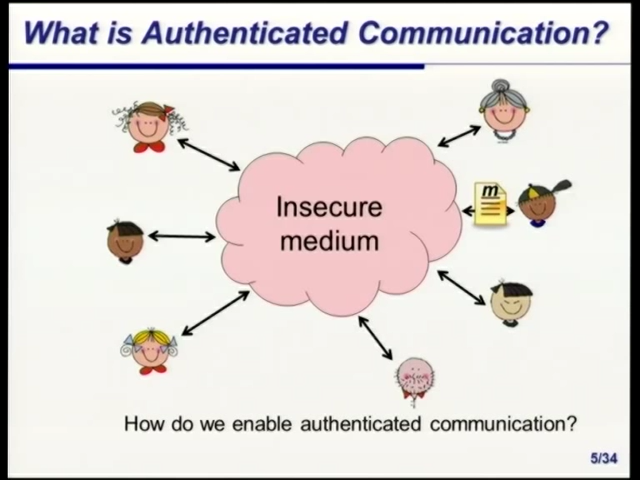 What is Authenticated Communication?
Insecure
medium
m
How do we enable authenticated communication?
5/34